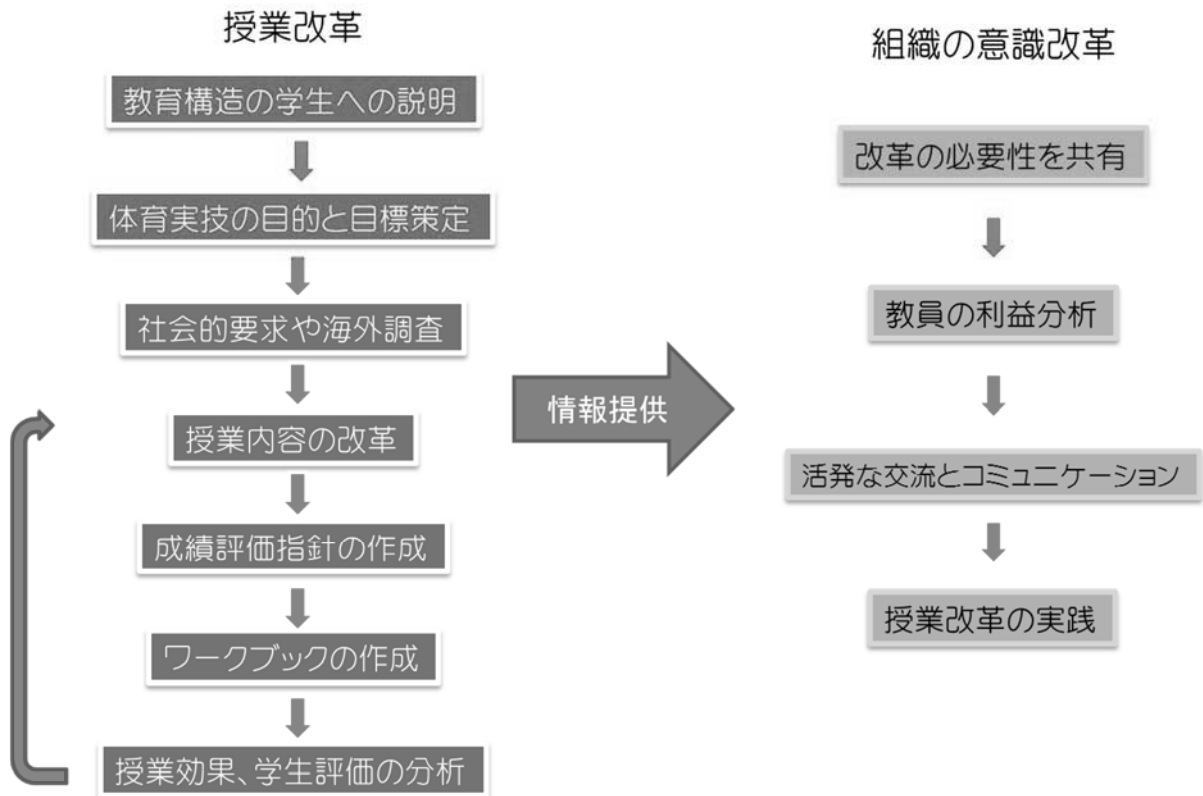 授業改革
教育構造の学生への説明
体育実技の目的と目標策定
社会的要求や海外調査
授業内容の改革
成績評価指針の作成
ワークブックの作成
授業効果、学生評価の分析
情報提供
組織の意識改革
改革の必要性を共有
教員の利益分析
活発な交流とコミュニケーション
授業改革の実践